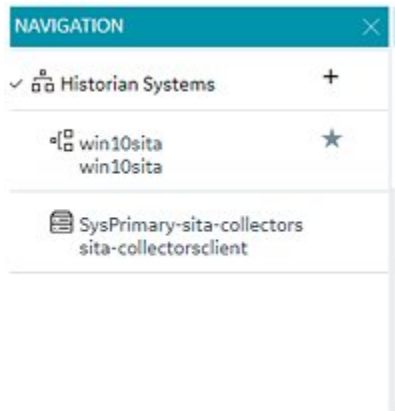 NAVIGATION
Historian Systems
win10sita
win10sita
SysPrimary-sita-collectors
sita-collectorsclient